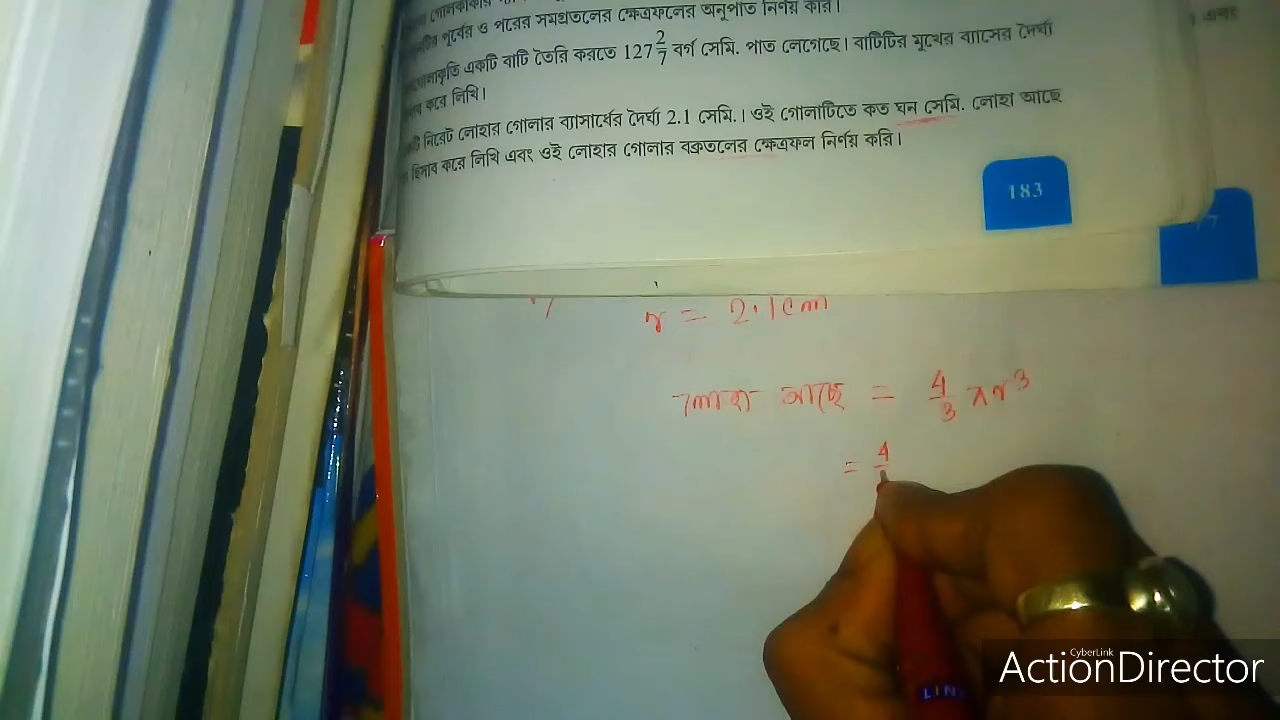 পূর্বের ও পরের সমগ্রতলের ক্ষেত্রফলের অনুপাত নির্ণয় করি।
একটি বাটি তৈরি করতে 127 2/7 বর্গ সেমি. পাত লেগেছে। বাটিটির মুখের ব্যাসের দৈর্ঘ্য
করে লিখি।
নিরেট লোহার গোলার ব্যাসার্ধের দৈর্ঘ্য 2.1 সেমি.। ওই গোলাটিতে কত ঘন সেমি. লোহা আছে
হিসাব করে লিখি এবং ওই লোহার গোলার বক্রতলের ক্ষেত্রফল নির্ণয় করি।
183
r = 2.1cm
লোহা আছে = 4/3 πr³
= 4
LIN
CyberLink
ActionDirector